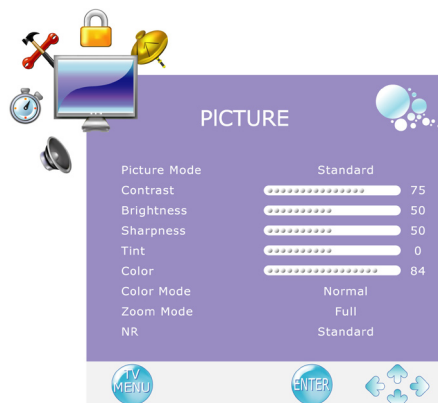 PICTURE
Picture Mode Standard
Contrast 75
Brightness 50
Sharpness 50
Tint 0
Color 84
Color Mode Normal
Zoom Mode Full
NR Standard
TV
MENU
ENTER